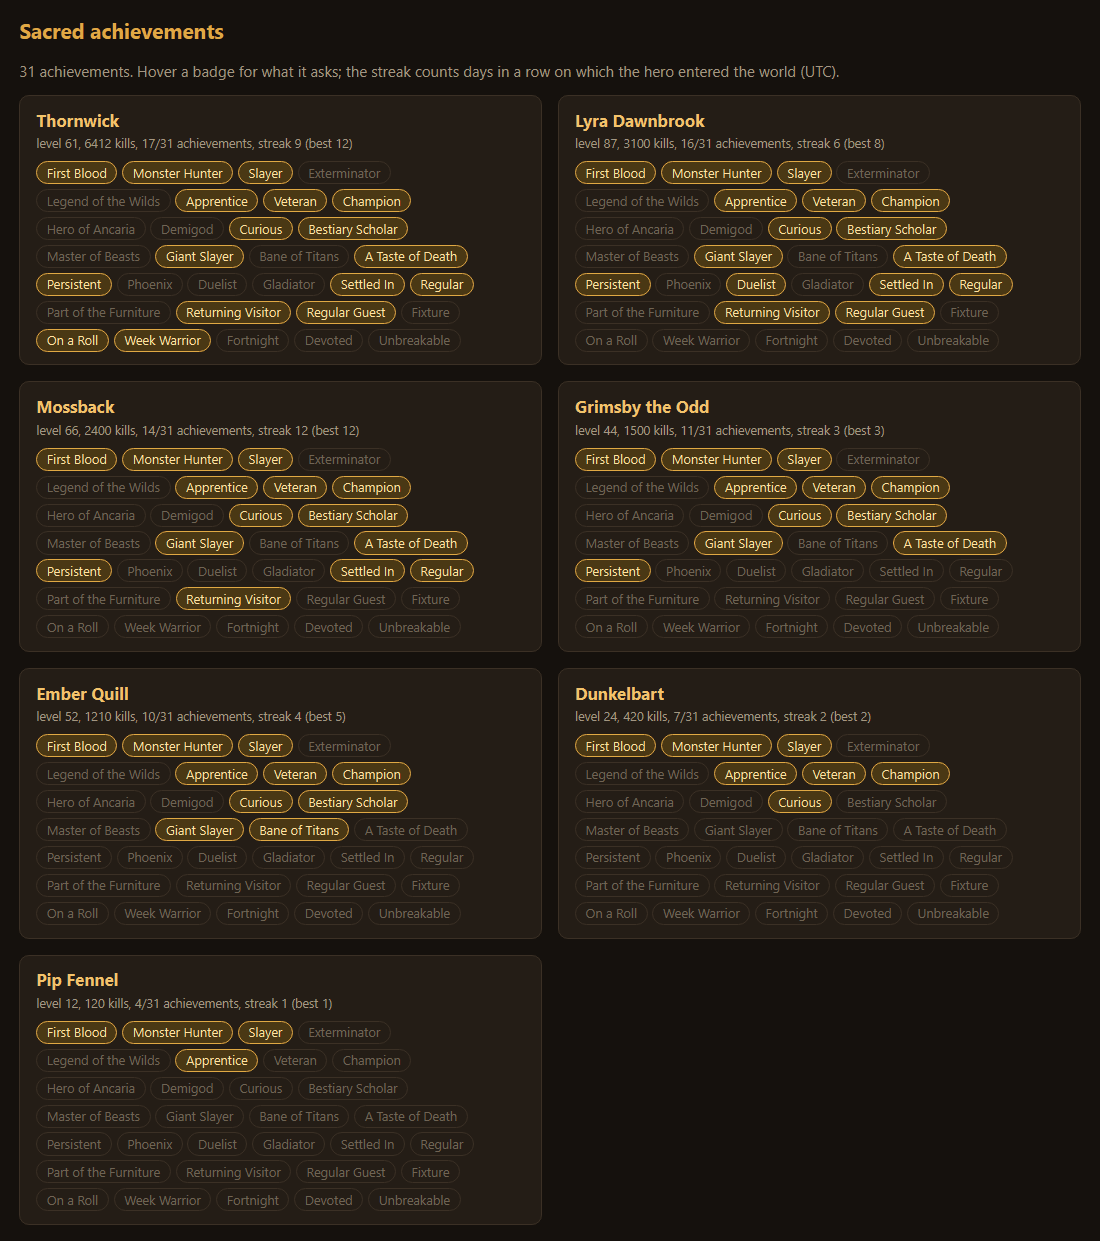 Sacred achievements
31 achievements. Hover a badge for what it asks; the streak counts days in a row on which the hero entered the world (UTC).
Thornwick
level 61, 6412 kills, 17/31 achievements, streak 9 (best 12)
First Blood Monster Hunter Slayer Exterminator
Legend of the Wilds Apprentice Veteran Champion
Hero of Ancaria Demigod Curious Bestiary Scholar
Master of Beasts Giant Slayer Bane of Titans A Taste of Death
Persistent Phoenix Duelist Gladiator Settled In Regular
Part of the Furniture Returning Visitor Regular Guest Fixture
On a Roll Week Warrior Fortnight Devoted Unbreakable
Lyra Dawnbrook
level 87, 3100 kills, 16/31 achievements, streak 6 (best 8)
First Blood Monster Hunter Slayer Exterminator
Legend of the Wilds Apprentice Veteran Champion
Hero of Ancaria Demigod Curious Bestiary Scholar
Master of Beasts Giant Slayer Bane of Titans A Taste of Death
Persistent Phoenix Duelist Gladiator Settled In Regular
Part of the Furniture Returning Visitor Regular Guest Fixture
On a Roll Week Warrior Fortnight Devoted Unbreakable
Mossback
level 66, 2400 kills, 14/31 achievements, streak 12 (best 12)
First Blood Monster Hunter Slayer Exterminator
Legend of the Wilds Apprentice Veteran Champion
Hero of Ancaria Demigod Curious Bestiary Scholar
Master of Beasts Giant Slayer Bane of Titans A Taste of Death
Persistent Phoenix Duelist Gladiator Settled In Regular
Part of the Furniture Returning Visitor Regular Guest Fixture
On a Roll Week Warrior Fortnight Devoted Unbreakable
Grimsby the Odd
level 44, 1500 kills, 11/31 achievements, streak 3 (best 3)
First Blood Monster Hunter Slayer Exterminator
Legend of the Wilds Apprentice Veteran Champion
Hero of Ancaria Demigod Curious Bestiary Scholar
Master of Beasts Giant Slayer Bane of Titans A Taste of Death
Persistent Phoenix Duelist Gladiator Settled In Regular
Part of the Furniture Returning Visitor Regular Guest Fixture
On a Roll Week Warrior Fortnight Devoted Unbreakable
Ember Quill
level 52, 1210 kills, 10/31 achievements, streak 4 (best 5)
First Blood Monster Hunter Slayer Exterminator
Legend of the Wilds Apprentice Veteran Champion
Hero of Ancaria Demigod Curious Bestiary Scholar
Master of Beasts Giant Slayer Bane of Titans A Taste of Death
Persistent Phoenix Duelist Gladiator Settled In Regular
Part of the Furniture Returning Visitor Regular Guest Fixture
On a Roll Week Warrior Fortnight Devoted Unbreakable
Dunkelbart
level 24, 420 kills, 7/31 achievements, streak 2 (best 2)
First Blood Monster Hunter Slayer Exterminator
Legend of the Wilds Apprentice Veteran Champion
Hero of Ancaria Demigod Curious Bestiary Scholar
Master of Beasts Giant Slayer Bane of Titans A Taste of Death
Persistent Phoenix Duelist Gladiator Settled In Regular
Part of the Furniture Returning Visitor Regular Guest Fixture
On a Roll Week Warrior Fortnight Devoted Unbreakable
Pip Fennel
level 12, 120 kills, 4/31 achievements, streak 1 (best 1)
First Blood Monster Hunter Slayer Exterminator
Legend of the Wilds Apprentice Veteran Champion
Hero of Ancaria Demigod Curious Bestiary Scholar
Master of Beasts Giant Slayer Bane of Titans A Taste of Death
Persistent Phoenix Duelist Gladiator Settled In Regular
Part of the Furniture Returning Visitor Regular Guest Fixture
On a Roll Week Warrior Fortnight Devoted Unbreakable